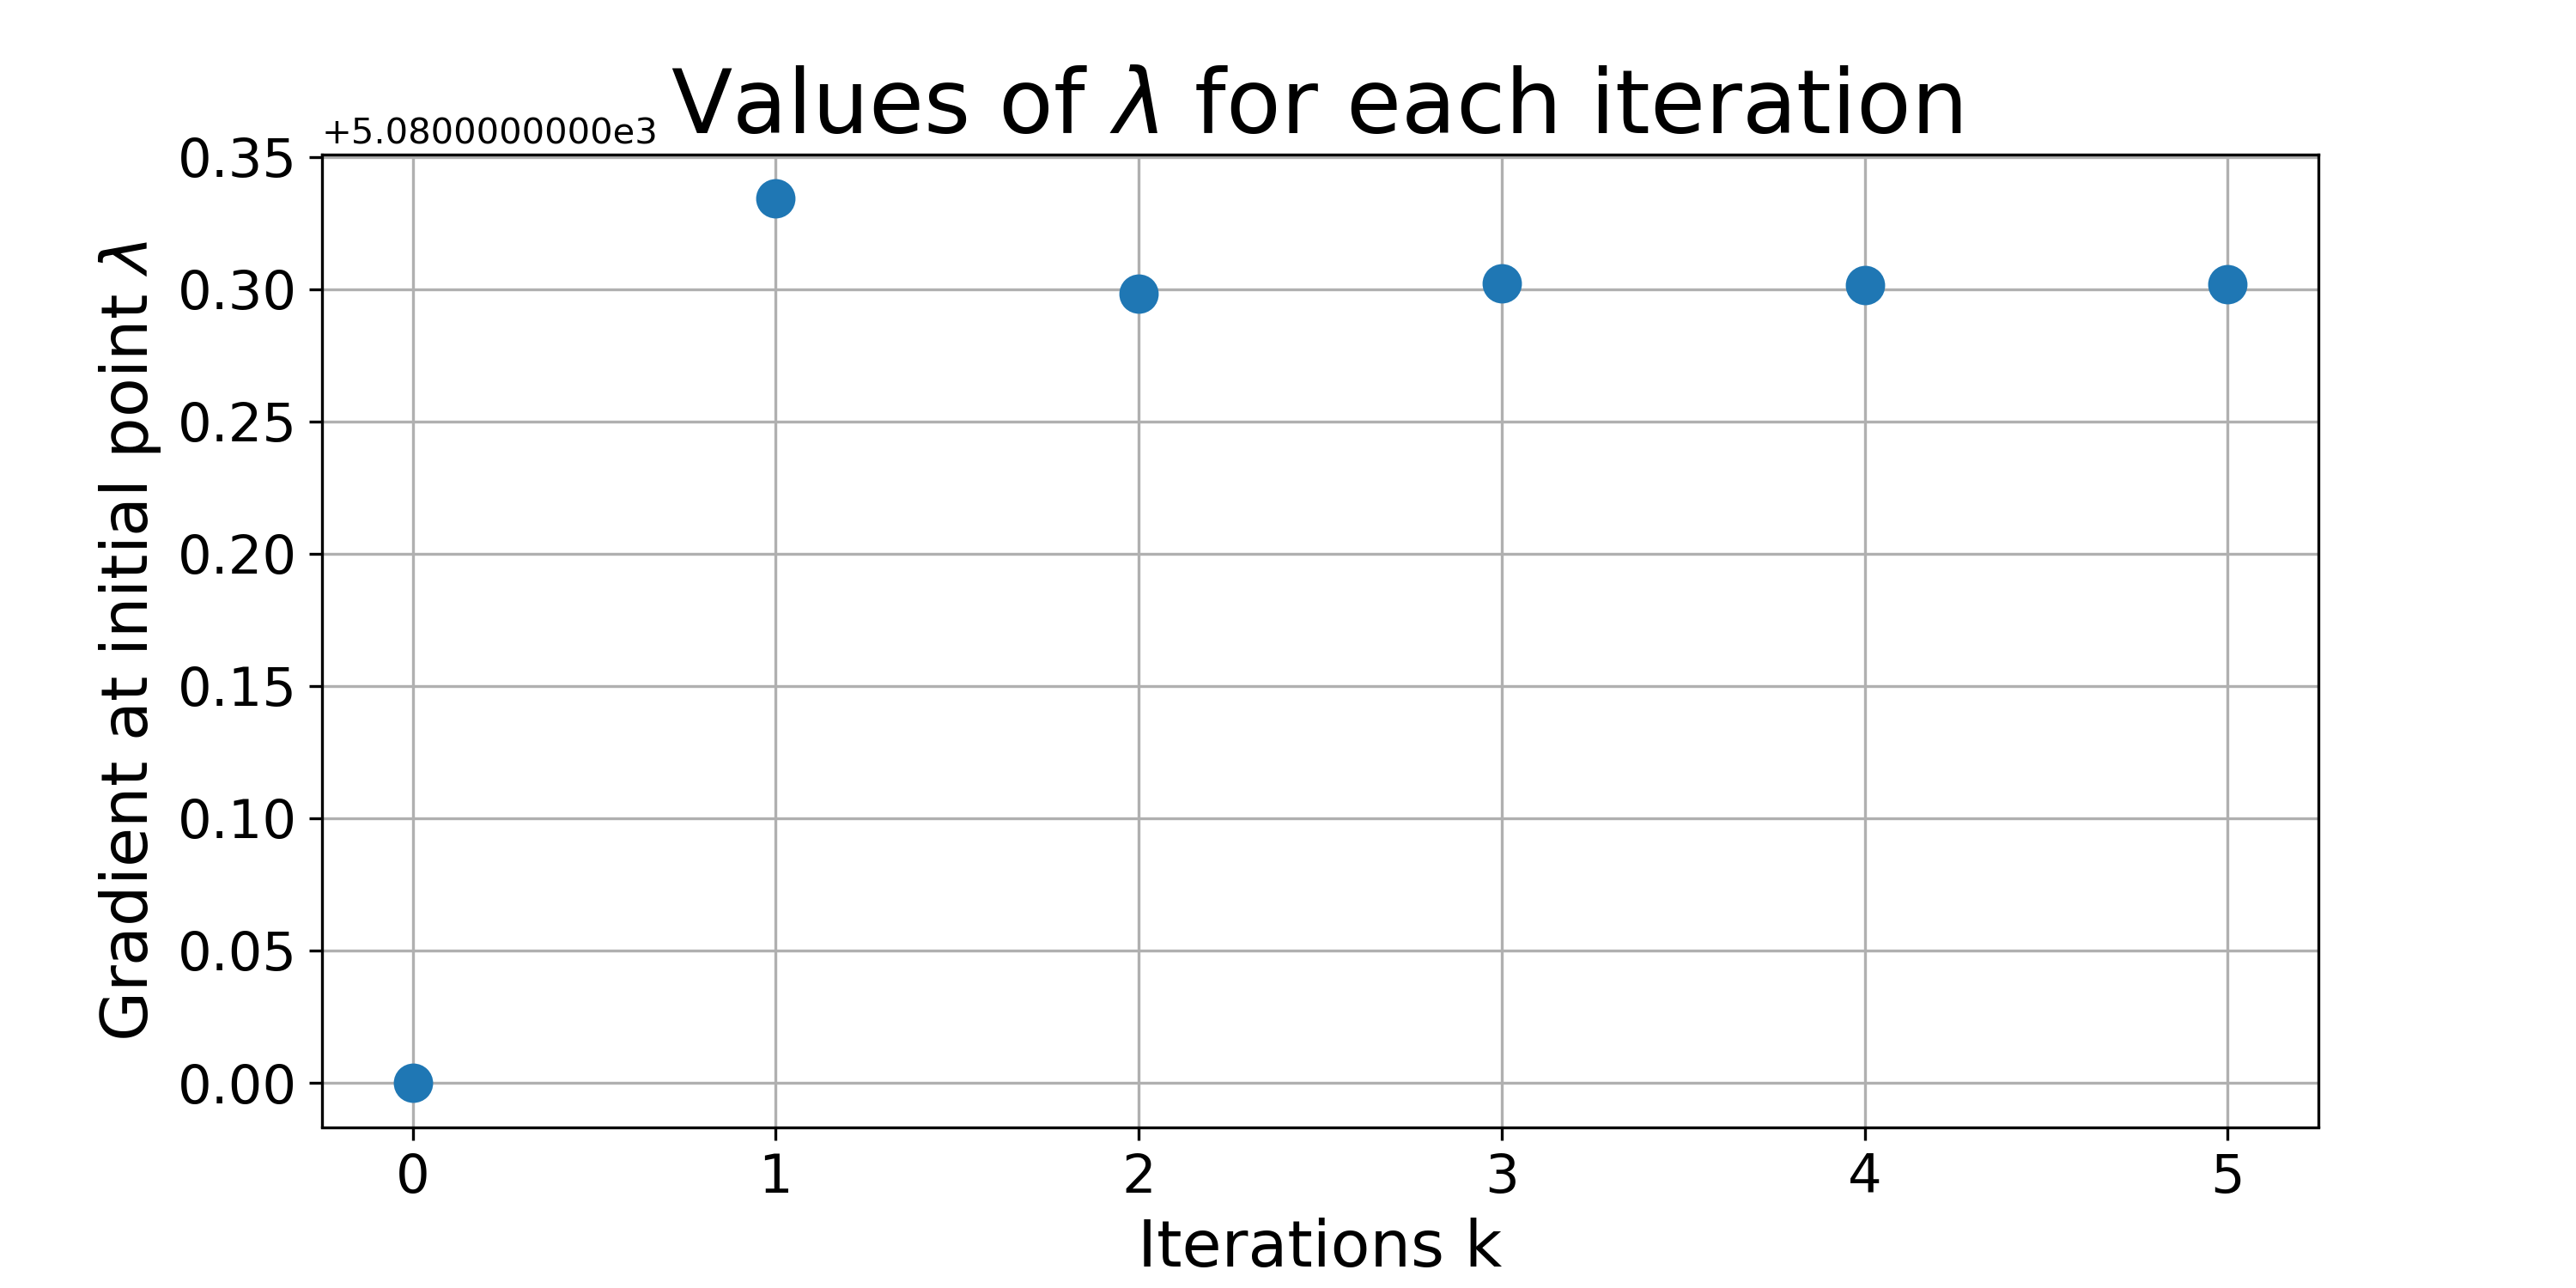 Values of λ for each iteration
+5.0800000000e3
Gradient at initial point λ
0.35
0.30
0.25
0.20
0.15
0.10
0.05
0.00
0 1 2 3 4 5
Iterations k